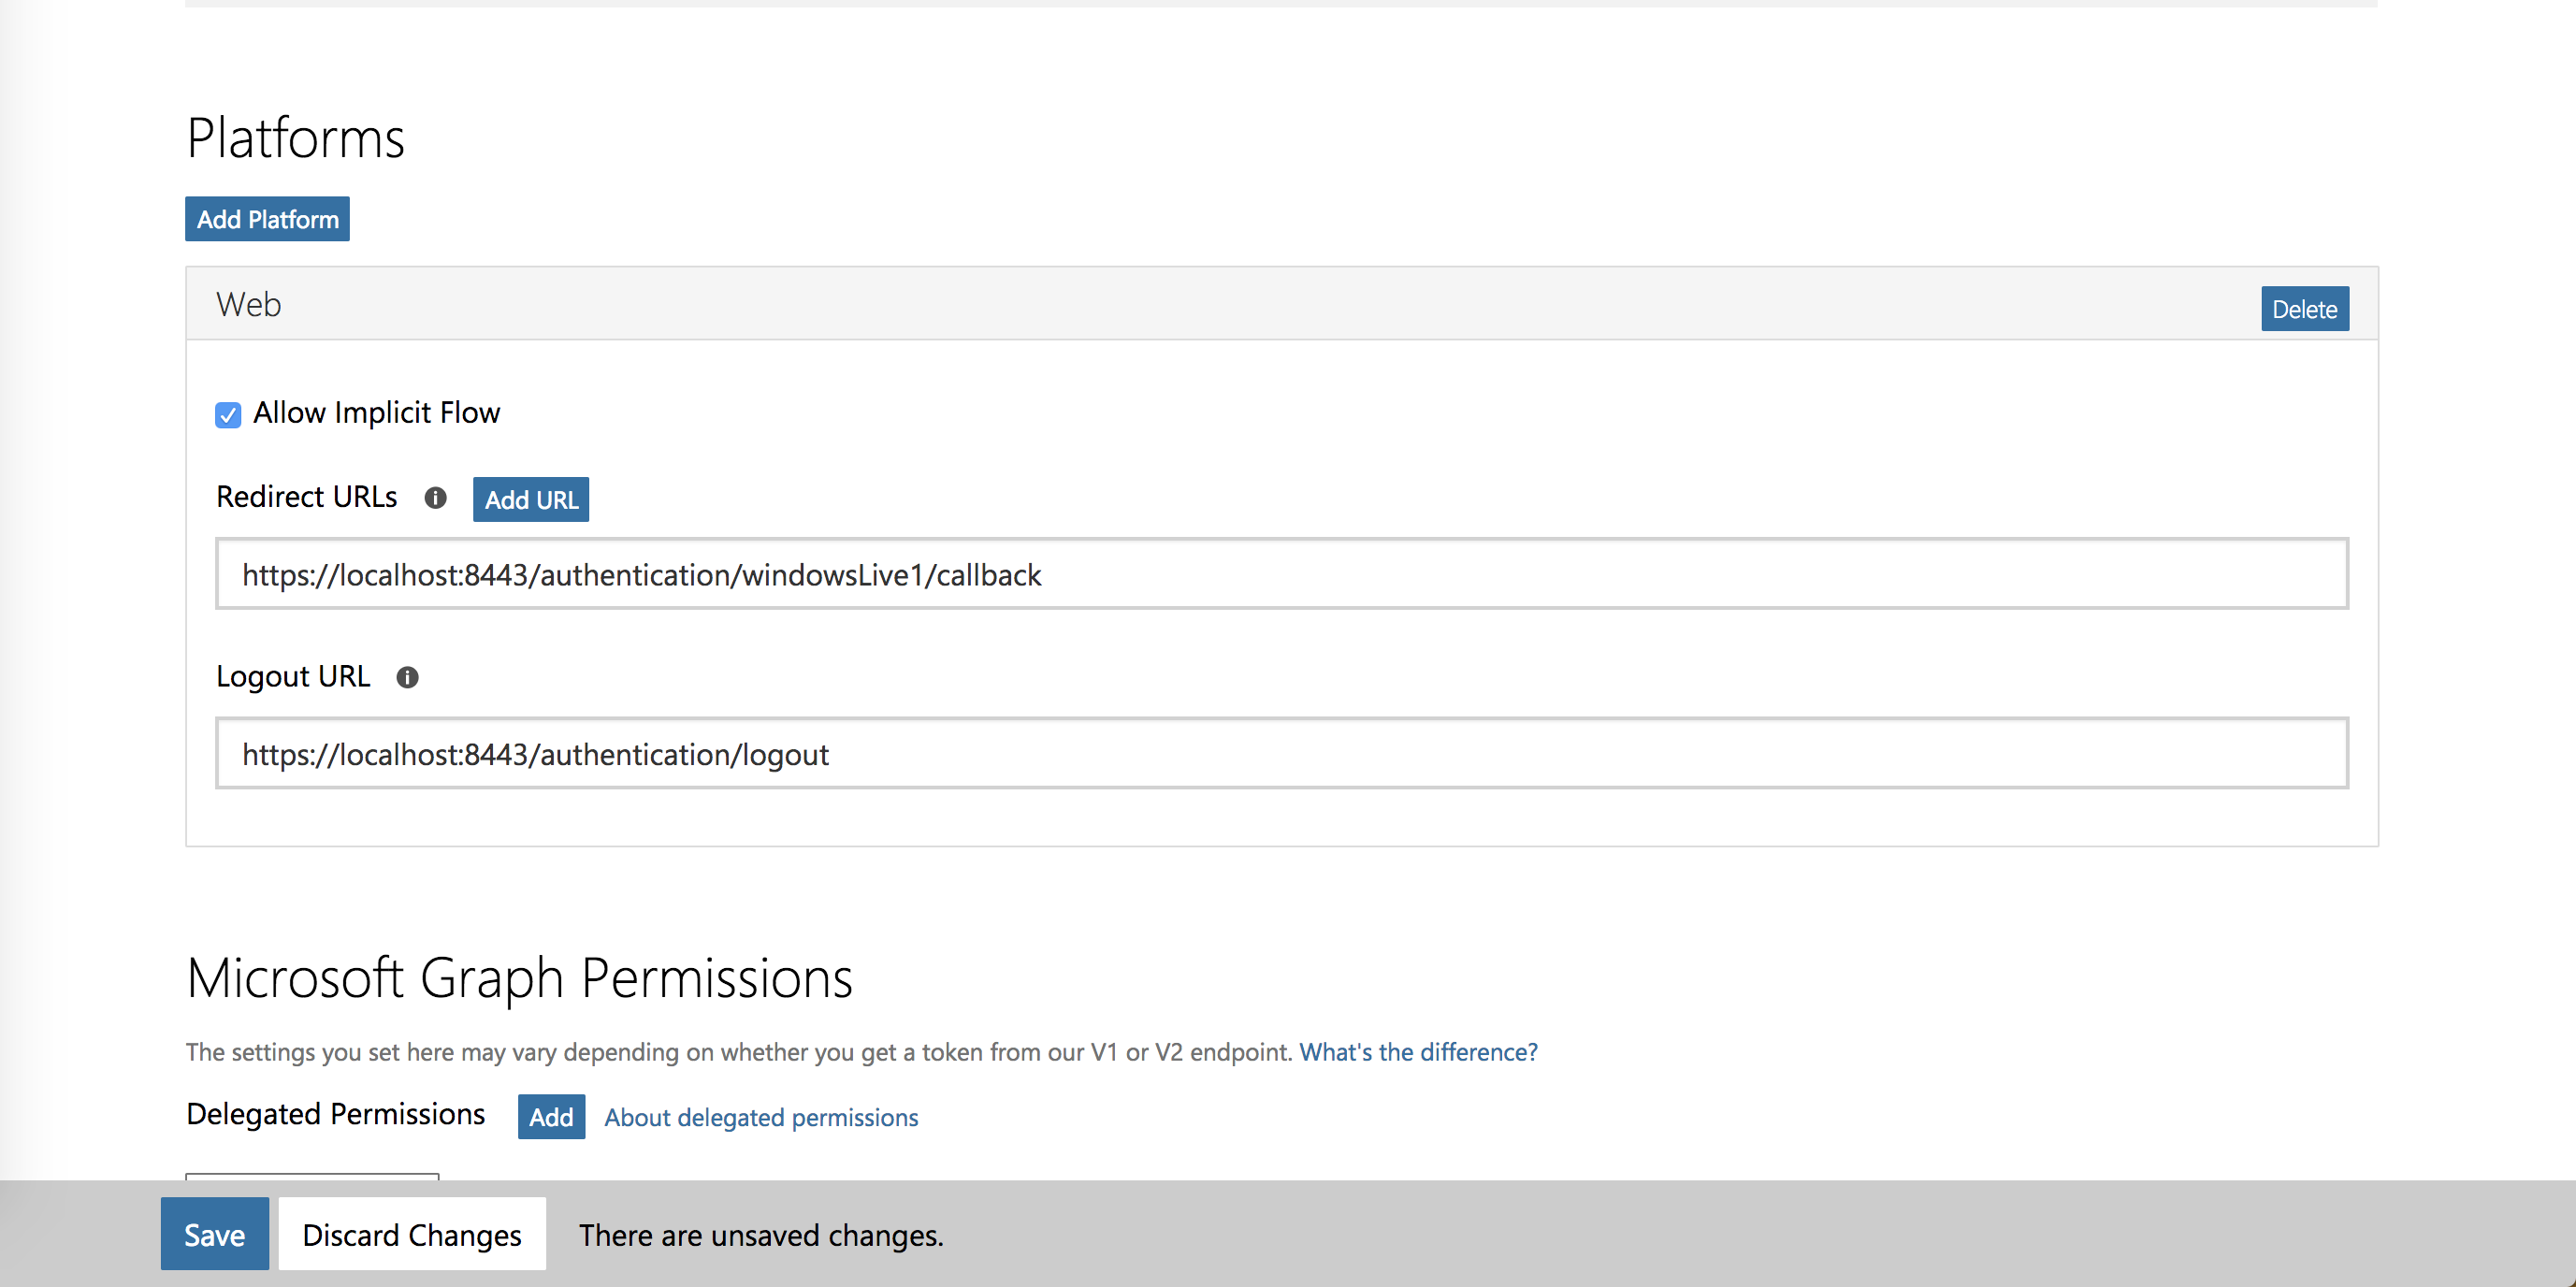 Platforms
Add Platform
Web
Delete
Allow Implicit Flow
Redirect URLs
Add URL
https://localhost:8443/authentication/windowsLive1/callback
Logout URL
https://localhost:8443/authentication/logout
Microsoft Graph Permissions
The settings you set here may vary depending on whether you get a token from our V1 or V2 endpoint. What's the difference?
Delegated Permissions Add About delegated permissions
Save Discard Changes There are unsaved changes.